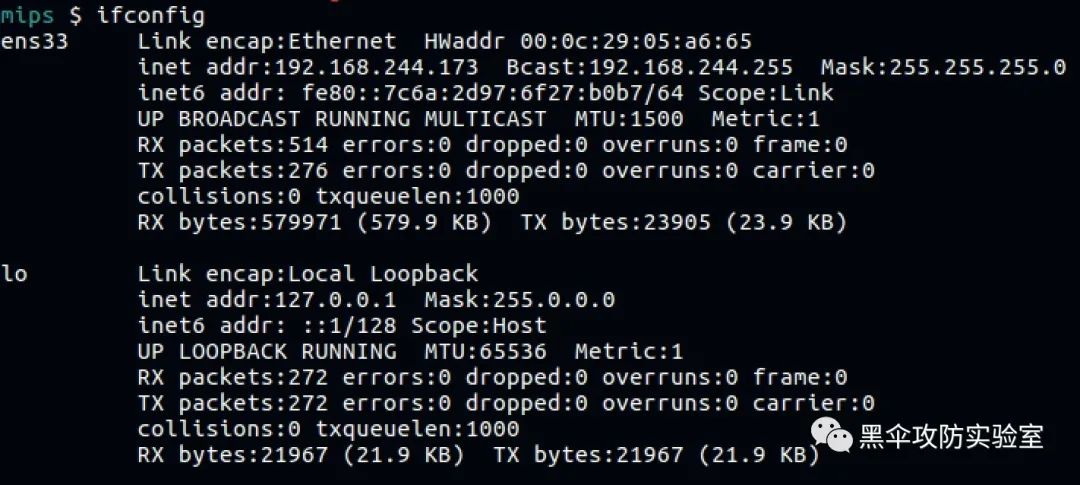 mips $ ifconfig
ens33     Link encap:Ethernet  HWaddr 00:0c:29:05:a6:65
          inet addr:192.168.244.173  Bcast:192.168.244.255  Mask:255.255.255.0
          inet6 addr: fe80::7c6a:2d97:6f27:b0b7/64 Scope:Link
          UP BROADCAST RUNNING MULTICAST  MTU:1500  Metric:1
          RX packets:514 errors:0 dropped:0 overruns:0 frame:0
          TX packets:276 errors:0 dropped:0 overruns:0 carrier:0
          collisions:0 txqueuelen:1000
          RX bytes:579971 (579.9 KB)  TX bytes:23905 (23.9 KB)

lo        Link encap:Local Loopback
          inet addr:127.0.0.1  Mask:255.0.0.0
          inet6 addr: ::1/128 Scope:Host
          UP LOOPBACK RUNNING  MTU:65536  Metric:1
          RX packets:272 errors:0 dropped:0 overruns:0 frame:0
          TX packets:272 errors:0 dropped:0 overruns:0 carrier:0
          collisions:0 txqueuelen:1000
          RX bytes:21967 (21.9 KB)  TX bytes:21967 (21.9 KB)
黑伞攻防实验室